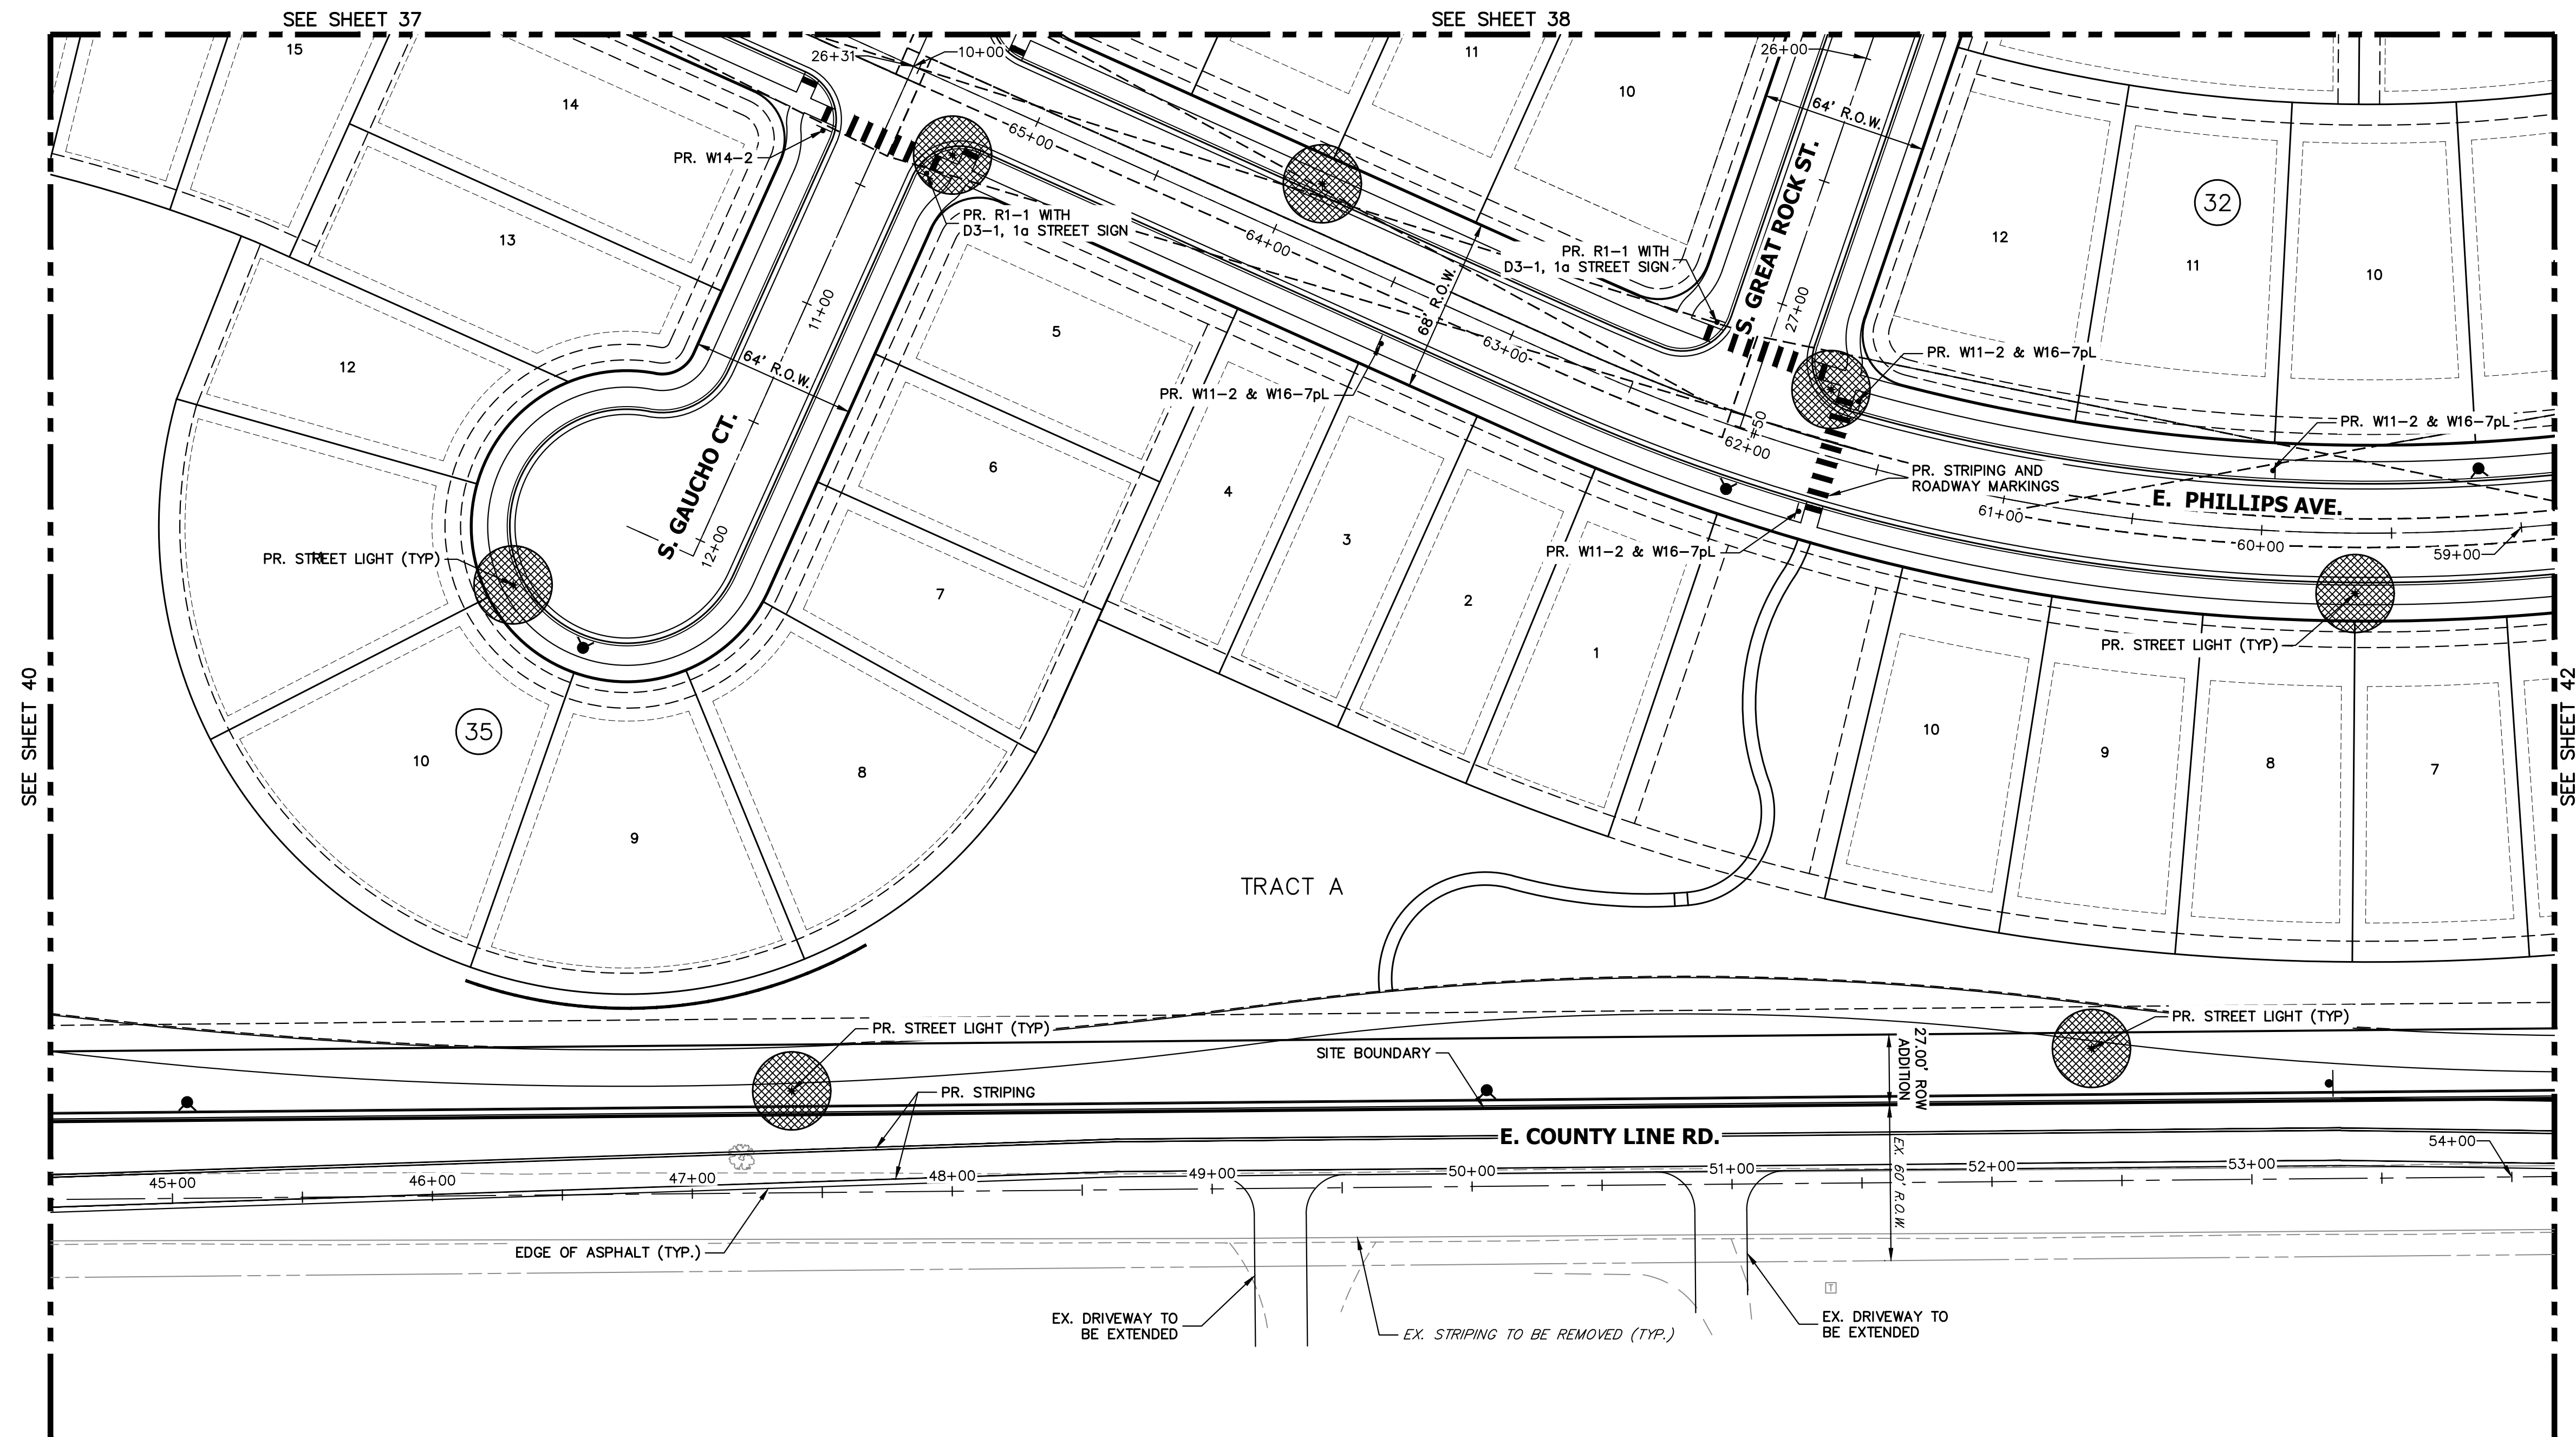 SEE SHEET 37
SEE SHEET 38
15
14
13
12
26+31
10+00
PR. W14-2
65+00
11
10
26+00
64' R.O.W.
S. GREAT ROCK ST.
27+00
+50
12
11
32
10
PR. R1-1 WITH
D3-1, 1a STREET SIGN
64+00
68' R.O.W.
63+00
PR. R1-1 WITH
D3-1, 1a STREET SIGN
PR. W11-2 & W16-7pL
PR. W11-2 & W16-7pL
PR. W11-2 & W16-7pL
11+00
64' R.O.W.
S. GAUCHO CT.
12+00
5
6
7
4
3
2
1
62+00
PR. STRIPING AND
ROADWAY MARKINGS
61+00
E. PHILLIPS AVE.
60+00
59+00
PR. W11-2 & W16-7pL
PR. STREET LIGHT (TYP)
PR. STREET LIGHT (TYP)
SEE SHEET 40
SEE SHEET 42
35
10
9
8
10
9
8
7
TRACT A
PR. STREET LIGHT (TYP)
PR. STREET LIGHT (TYP)
SITE BOUNDARY
27.00' ROW
ADDITION
PR. STRIPING
E. COUNTY LINE RD.
EX. 60' R.O.W.
45+00
46+00
47+00
48+00
49+00
50+00
51+00
52+00
53+00
54+00
EDGE OF ASPHALT (TYP.)
T
EX. DRIVEWAY TO
BE EXTENDED
EX. STRIPING TO BE REMOVED (TYP.)
EX. DRIVEWAY TO
BE EXTENDED